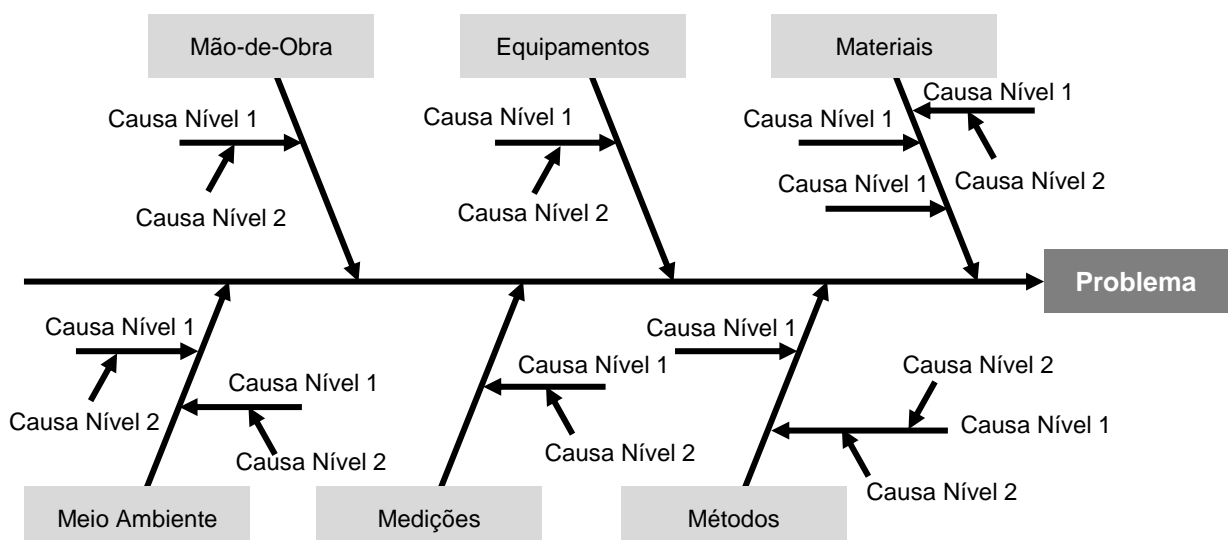 Mão-de-Obra
Equipamentos
Materiais
Causa Nível 1
Causa Nível 1
Causa Nível 1
Causa Nível 1
Causa Nível 1
Causa Nível 2
Causa Nível 2
Causa Nível 2
Problema
Causa Nível 1
Causa Nível 1
Causa Nível 1
Causa Nível 2
Causa Nível 1
Causa Nível 2
Causa Nível 1
Causa Nível 2
Causa Nível 2
Causa Nível 2
Meio Ambiente
Medições
Métodos